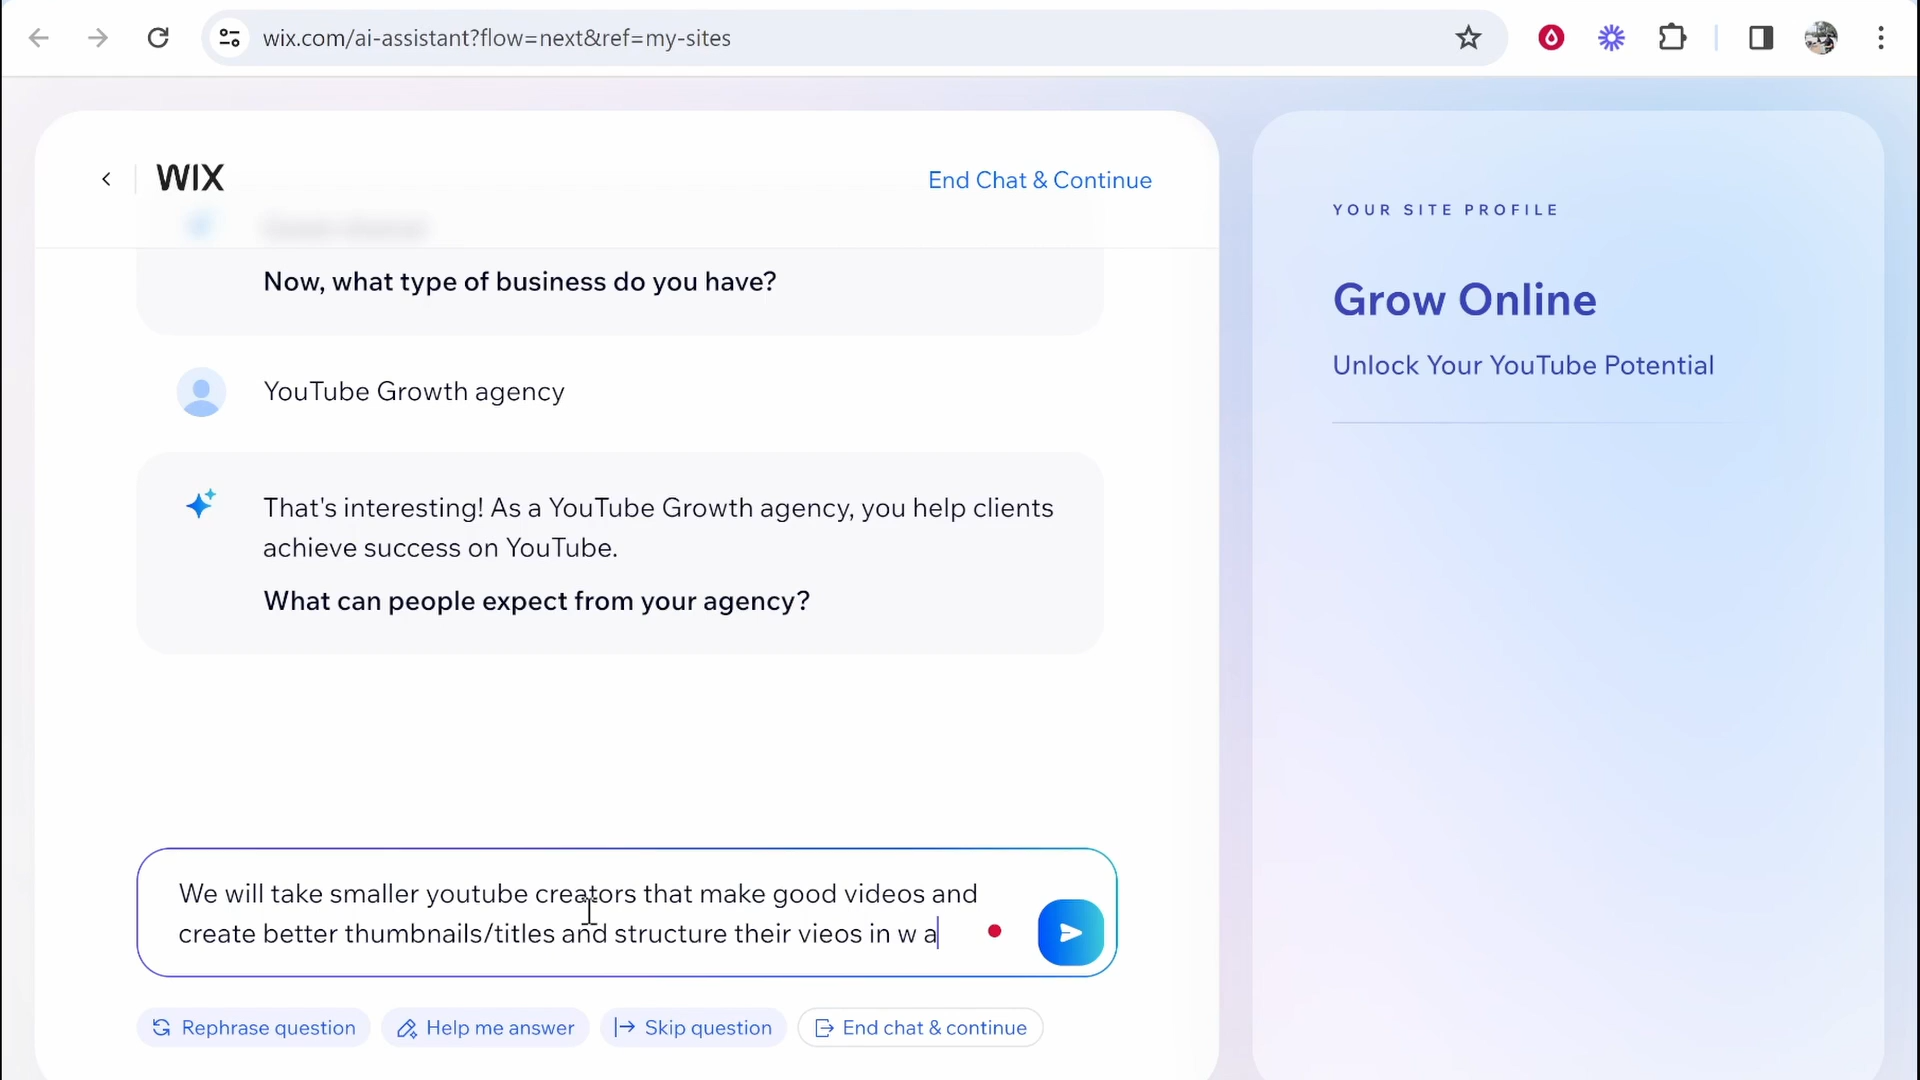 wix.com/ai-assistant?flow=next&ref=my-sites
WIX
End Chat & Continue
Now, what type of business do you have?
YouTube Growth agency
That's interesting! As a YouTube Growth agency, you help clients
achieve success on YouTube.
What can people expect from your agency?
We will take smaller youtube creators that make good videos and
create better thumbnails/titles and structure their vieos in w a
Rephrase question
Help me answer
Skip question
End chat & continue
YOUR SITE PROFILE
Grow Online
Unlock Your YouTube Potential